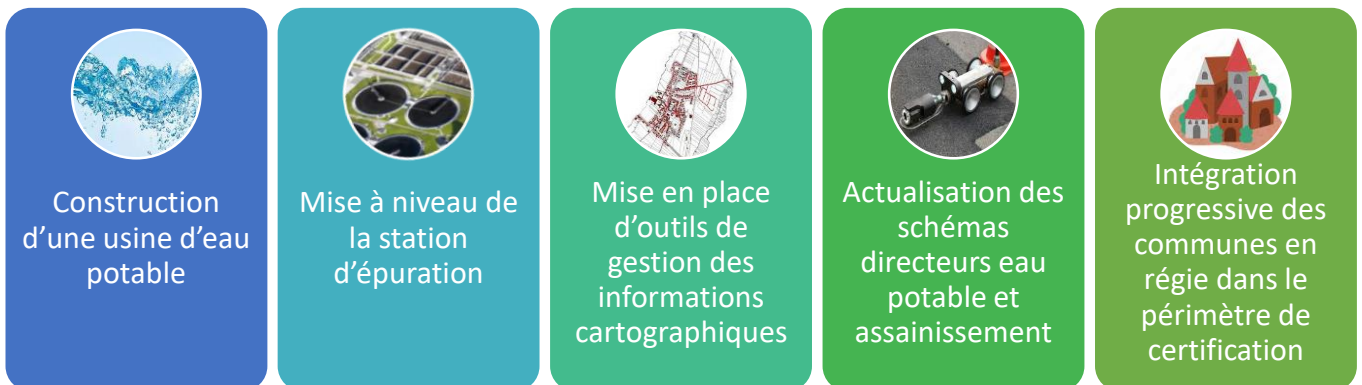 Construction
d’une usine d’eau
potable
Mise à niveau de
la station
d’épuration
Mise en place
d’outils de
gestion des
informations
cartographiques
Actualisation des
schémas
directeurs eau
potable et
assainissement
Intégration
progressive des
communes en
régie dans le
périmètre de
certification